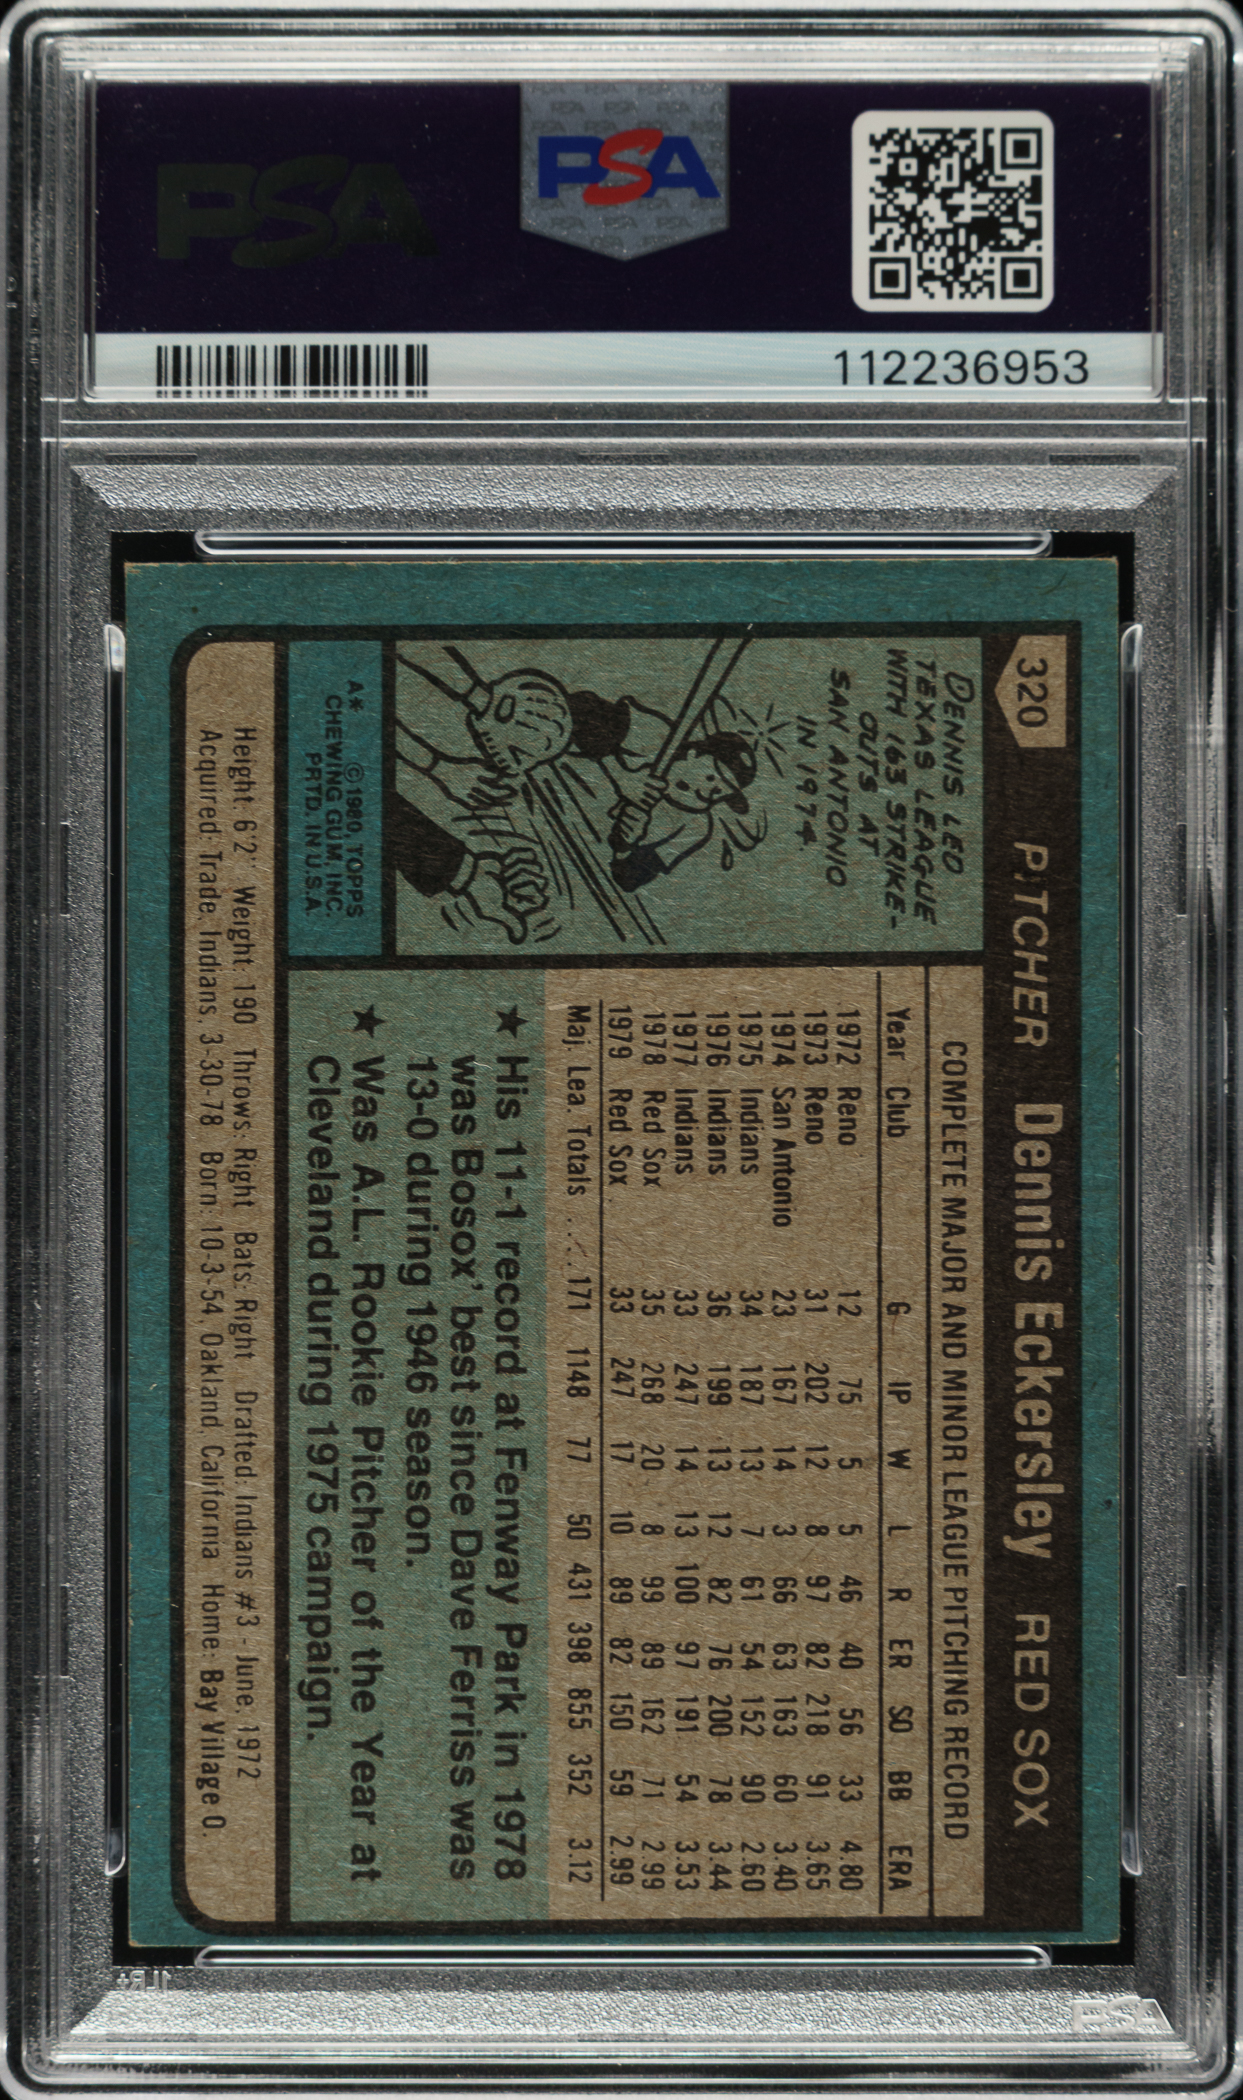 PSA
PSA
112236953
320 PITCHER Dennis Eckersley RED SOX
DENNIS LED
TEXAS LEAGUE
WITH 163 STRIKE-
OUTS AT
SAN ANTONIO
IN 1974.
A* © 1980, TOPPS
CHEWING GUM, INC.
PRTD. IN U.S.A.
COMPLETE MAJOR AND MINOR LEAGUE PITCHING RECORD
Year Club G IP W L R ER SO BB ERA
1972 Reno 12 75 5 5 46 40 56 33 4.80
1973 Reno 31 202 12 8 97 82 218 91 3.65
1974 San Antonio 23 167 14 3 66 63 163 60 3.40
1975 Indians 34 187 13 7 61 54 152 90 2.60
1976 Indians 36 199 13 12 82 76 200 78 3.44
1977 Indians 33 247 14 13 100 97 191 54 3.53
1978 Red Sox 35 268 20 8 99 89 162 71 2.99
1979 Red Sox 33 247 17 10 89 82 150 59 2.99
Maj. Lea. Totals .... 171 1148 77 50 431 398 855 352 3.12
★ His 11-1 record at Fenway Park in 1978
was Bosox' best since Dave Ferriss was
13-0 during 1946 season.
★ Was A.L. Rookie Pitcher of the Year at
Cleveland during 1975 campaign.
Height: 6'2" Weight: 190 Throws: Right Bats: Right Drafted: Indians #3 - June, 1972
Acquired: Trade, Indians, 3-30-78 Born: 10-3-54, Oakland, California Home: Bay Village O.
PSA